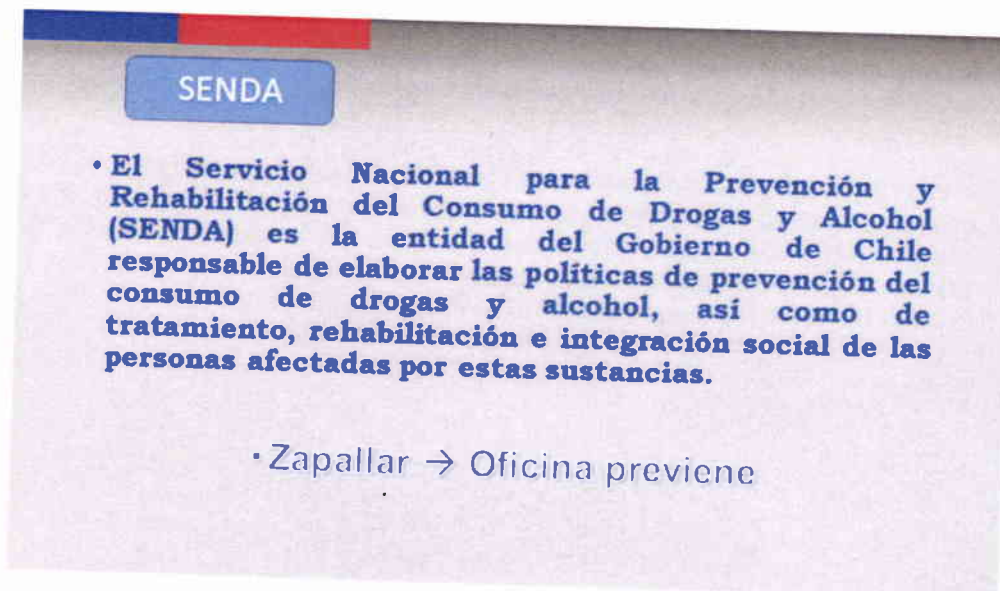 SENDA
• El Servicio Nacional para la Prevención y
Rehabilitación del Consumo de Drogas y Alcohol
(SENDA) es la entidad del Gobierno de Chile
responsable de elaborar las políticas de prevención del
consumo de drogas y alcohol, así como de
tratamiento, rehabilitación e integración social de las
personas afectadas por estas sustancias.
• Zapallar → Oficina previene